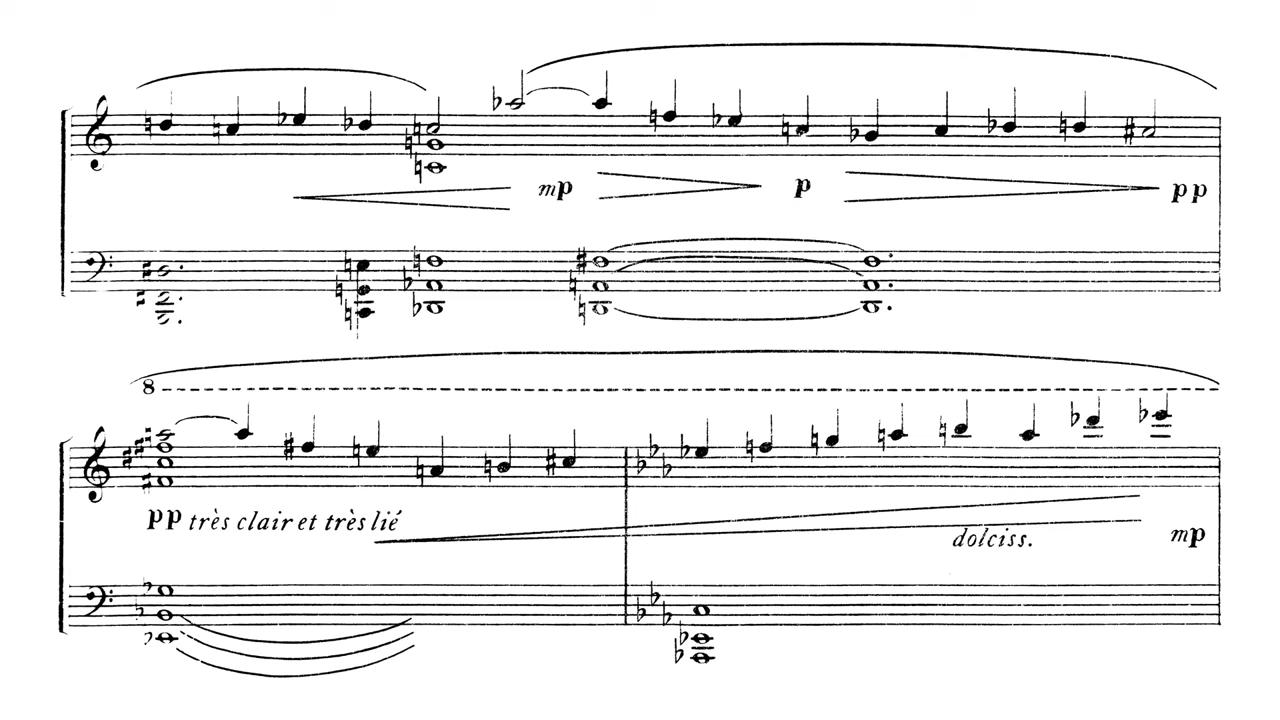 mp p pp
8
pp très clair et très lié
dolciss. mp